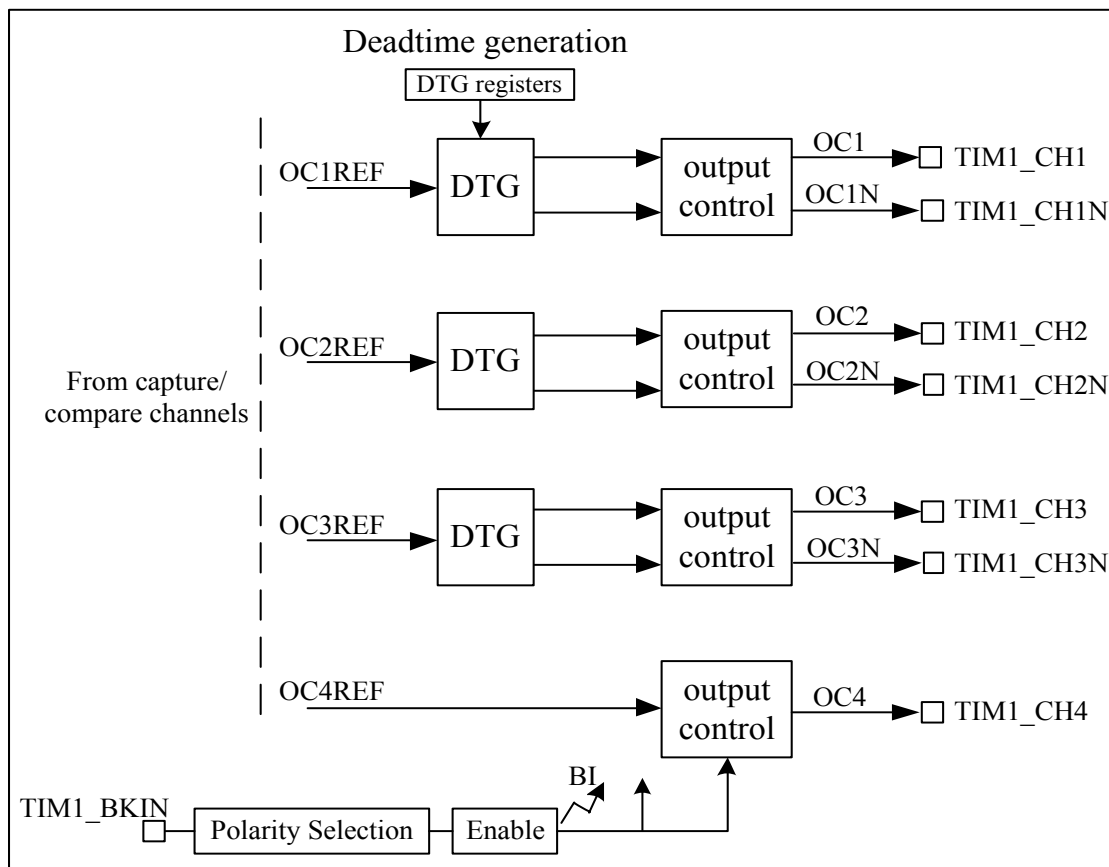 Deadtime generation
DTG registers
OC1REF
DTG
output
control
OC1
OC1N
TIM1_CH1
TIM1_CH1N
OC2REF
DTG
output
control
OC2
OC2N
TIM1_CH2
TIM1_CH2N
From capture/
compare channels
OC3REF
DTG
output
control
OC3
OC3N
TIM1_CH3
TIM1_CH3N
OC4REF
output
control
OC4
TIM1_CH4
TIM1_BKIN
Polarity Selection
Enable
BI